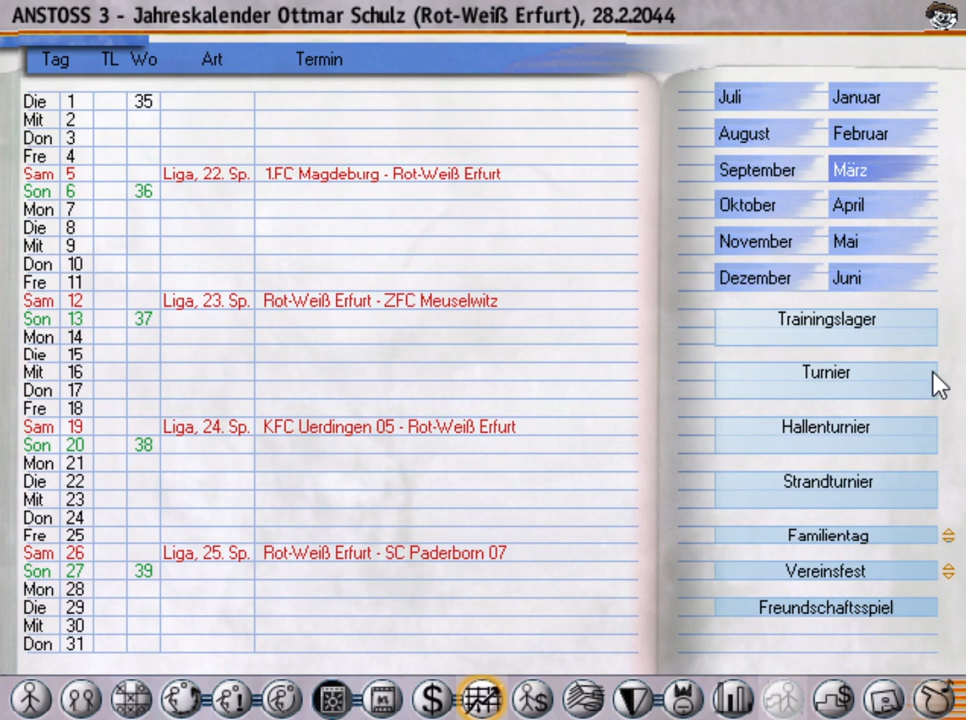 ANSTOSS 3 - Jahreskalender Ottmar Schulz (Rot-Weiß Erfurt), 28.2.2044
Tag TL Wo Art Termin
Die 1 35
Mit 2
Don 3
Fre 4
Sam 5 Liga, 22. Sp. 1.FC Magdeburg - Rot-Weiß Erfurt
Son 6 36
Mon 7
Die 8
Mit 9
Don 10
Fre 11
Sam 12 Liga, 23. Sp. Rot-Weiß Erfurt - ZFC Meuselwitz
Son 13 37
Mon 14
Die 15
Mit 16
Don 17
Fre 18
Sam 19 Liga, 24. Sp. KFC Uerdingen 05 - Rot-Weiß Erfurt
Son 20 38
Mon 21
Die 22
Mit 23
Don 24
Fre 25
Sam 26 Liga, 25. Sp. Rot-Weiß Erfurt - SC Paderborn 07
Son 27 39
Mon 28
Die 29
Mit 30
Don 31
Juli Januar
August Februar
September März
Oktober April
November Mai
Dezember Juni
Trainingslager
Turnier
Hallenturnier
Strandturnier
Familientag
Vereinsfest
Freundschaftsspiel